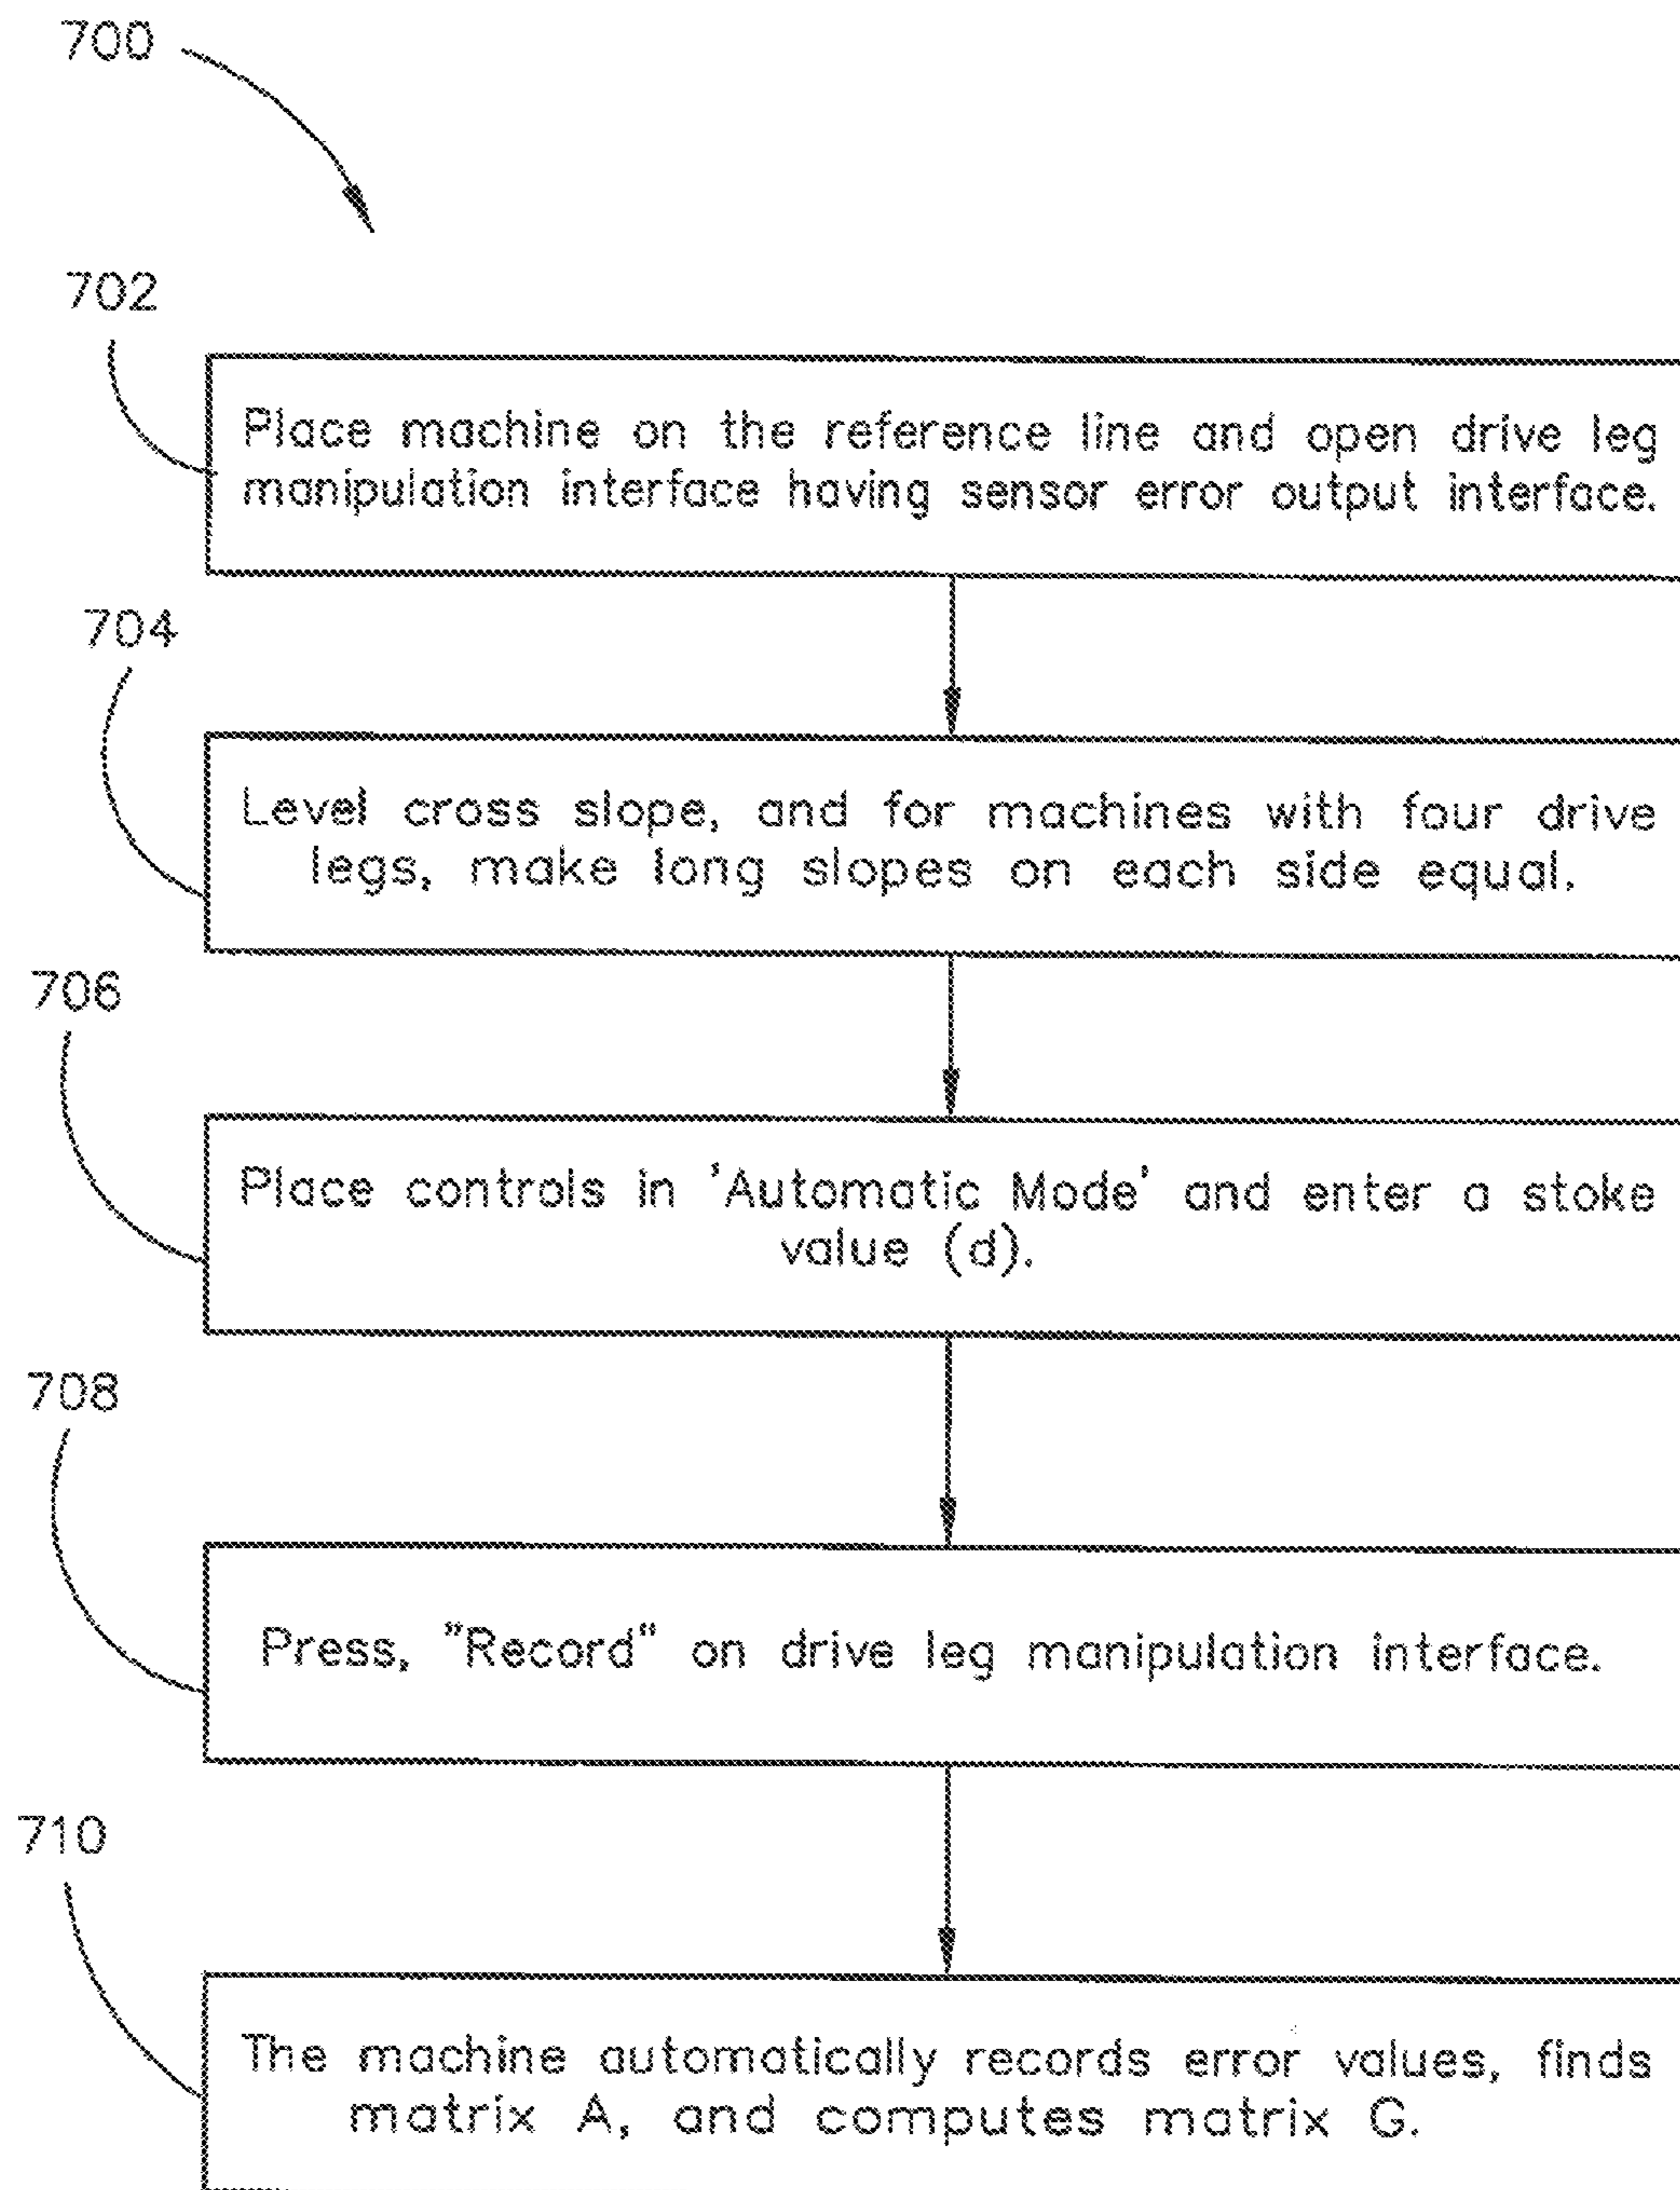 700
702
Place machine on the reference line and open drive leg
manipulation interface having sensor error output interface.
704
Level cross slope, and for machines with four drive
legs, make long slopes on each side equal.
706
Place controls in 'Automatic Mode' and enter a stoke
value (d).
708
Press, "Record" on drive leg manipulation interface.
710
The machine automatically records error values, finds
matrix A, and computes matrix G.